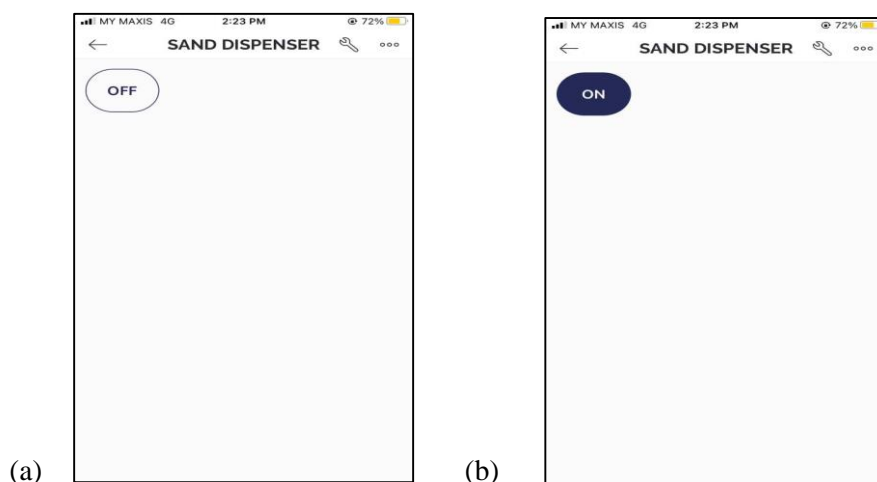 MY MAXIS 4G 2:23 PM 72%
SAND DISPENSER
OFF
(a)
MY MAXIS 4G 2:23 PM 72%
SAND DISPENSER
ON
(b)